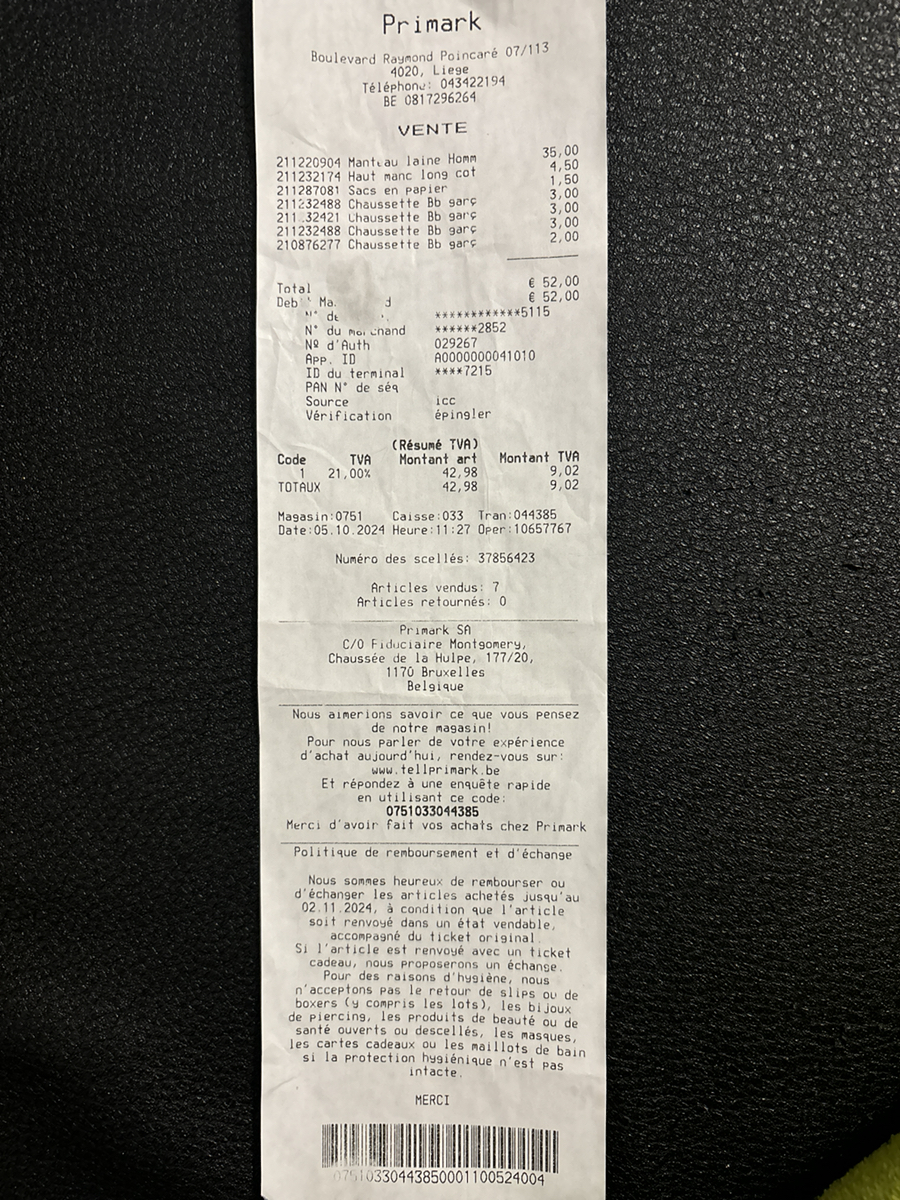 Primark
Boulevard Raymond Poincaré 07/113
4020, Liege
Téléphone: 043422194
BE 0817296264
VENTE
211220904 Manteau laine Homm 35,00
211232174 Haut manc long cot 4,50
211287081 Sacs en papier 1,50
211232488 Chaussette Bb garç 3,00
Chaussette Bb garç 3,00
211232488 Chaussette Bb garç 3,00
210876277 Chaussette Bb garç 2,00
Total € 52,00
€ 52,00
************5115
N° du marchand ******2852
Nº d'Auth 029267
App. ID A0000000041010
ID du terminal ****7215
PAN N° de séq
Source icc
Vérification épingler
(Résumé TVA)
Code TVA Montant art Montant TVA
1 21,00% 42,98 9,02
TOTAUX 42,98 9,02
Magasin:0751 Caisse:033 Tran:044385
Date:05.10.2024 Heure:11:27 Oper:10657767
Numéro des scellés: 37856423
Articles vendus: 7
Articles retournés: 0
Primark SA
C/O Fiduciaire Montgomery,
Chaussée de la Hulpe, 177/20,
1170 Bruxelles
Belgique
Nous aimerions savoir ce que vous pensez
de notre magasin!
Pour nous parler de votre expérience
d'achat aujourd'hui, rendez-vous sur:
www.tellprimark.be
Et répondez à une enquête rapide
en utilisant ce code:
0751033044385
Merci d'avoir fait vos achats chez Primark
Politique de remboursement et d'échange
Nous sommes heureux de rembourser ou
d'échanger les articles achetés jusqu'au
02.11.2024, à condition que l'article
soit renvoyé dans un état vendable,
accompagné du ticket original.
Si l'article est renvoyé avec un ticket
cadeau, nous proposerons un échange.
Pour des raisons d'hygiène, nous
n'acceptons pas le retour de slips ou de
boxers (y compris les lots), les bijoux
de piercing, les produits de beauté ou de
santé ouverts ou descellés, les masques,
les cartes cadeaux ou les maillots de bain
si la protection hygiénique n'est pas
intacte.
MERCI
07510330443850001100524004